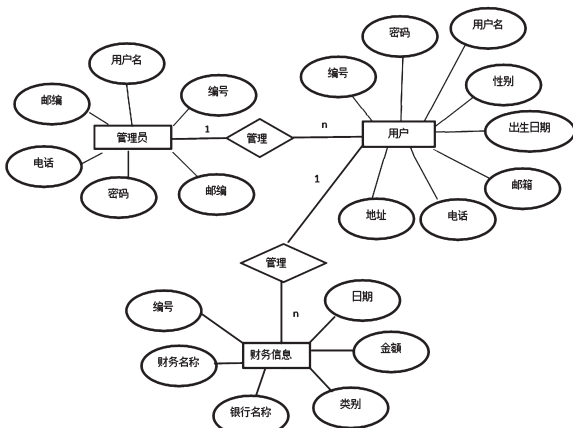 用户名
密码
用户名
编号
性别
邮编
编号
出生日期
管理员
1
管理
n
用户
电话
密码
邮编
1
地址
电话
邮箱
管理
编号
n
日期
财务名称
财务信息
金额
银行名称
类别